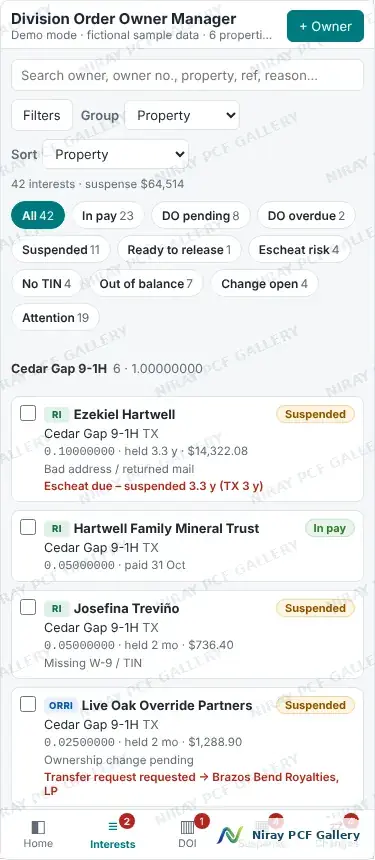 Division Order Owner Manager
Demo mode · fictional sample data · 6 properti...
+ Owner
Search owner, owner no., property, ref, reason...
Filters
Group
Property
Sort
Property
42 interests · suspense $64,514
All 42
In pay 23
DO pending 8
DO overdue 2
Suspended 11
Ready to release 1
Escheat risk 4
No TIN 4
Out of balance 7
Change open 4
Attention 19
Cedar Gap 9-1H 6 · 1.00000000
RI Ezekiel Hartwell
Suspended
Cedar Gap 9-1H TX
0.10000000 · held 3.3 y · $14,322.08
Bad address / returned mail
Escheat due – suspended 3.3 y (TX 3 y)
RI Hartwell Family Mineral Trust
In pay
Cedar Gap 9-1H TX
0.05000000 · paid 31 Oct
RI Josefina Treviño
Suspended
Cedar Gap 9-1H TX
0.05000000 · held 2 mo · $736.40
Missing W-9 / TIN
ORRI Live Oak Override Partners
Suspended
Cedar Gap 9-1H TX
0.02500000 · held 2 mo · $1,288.90
Ownership change pending
Transfer request requested → Brazos Bend Royalties,
LP
Home
2
Interests
1
DOI
Niray PCF Gallery
NIRAY PCF GALLERY